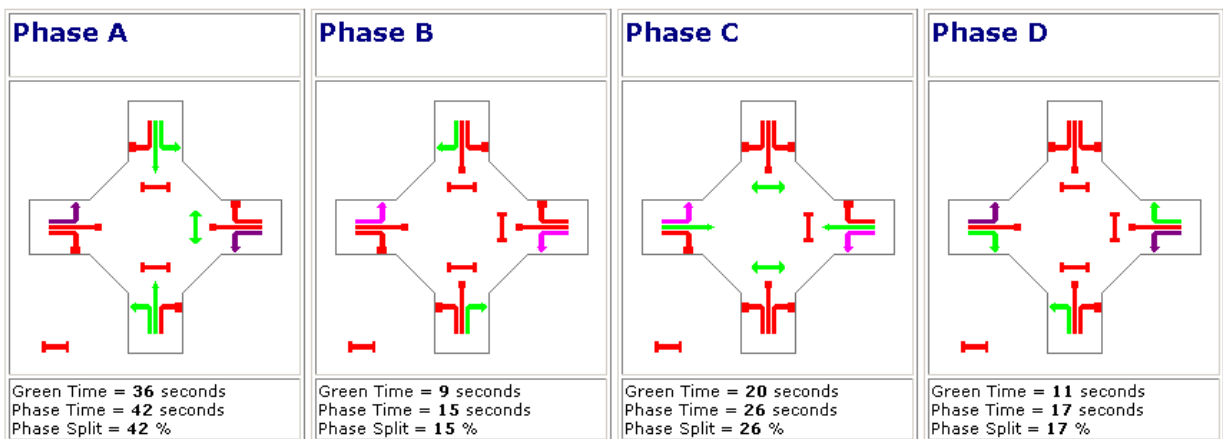 Phase A
Phase B
Phase C
Phase D
Green Time = 36 seconds
Phase Time = 42 seconds
Phase Split = 42 %
Green Time = 9 seconds
Phase Time = 15 seconds
Phase Split = 15 %
Green Time = 20 seconds
Phase Time = 26 seconds
Phase Split = 26 %
Green Time = 11 seconds
Phase Time = 17 seconds
Phase Split = 17 %